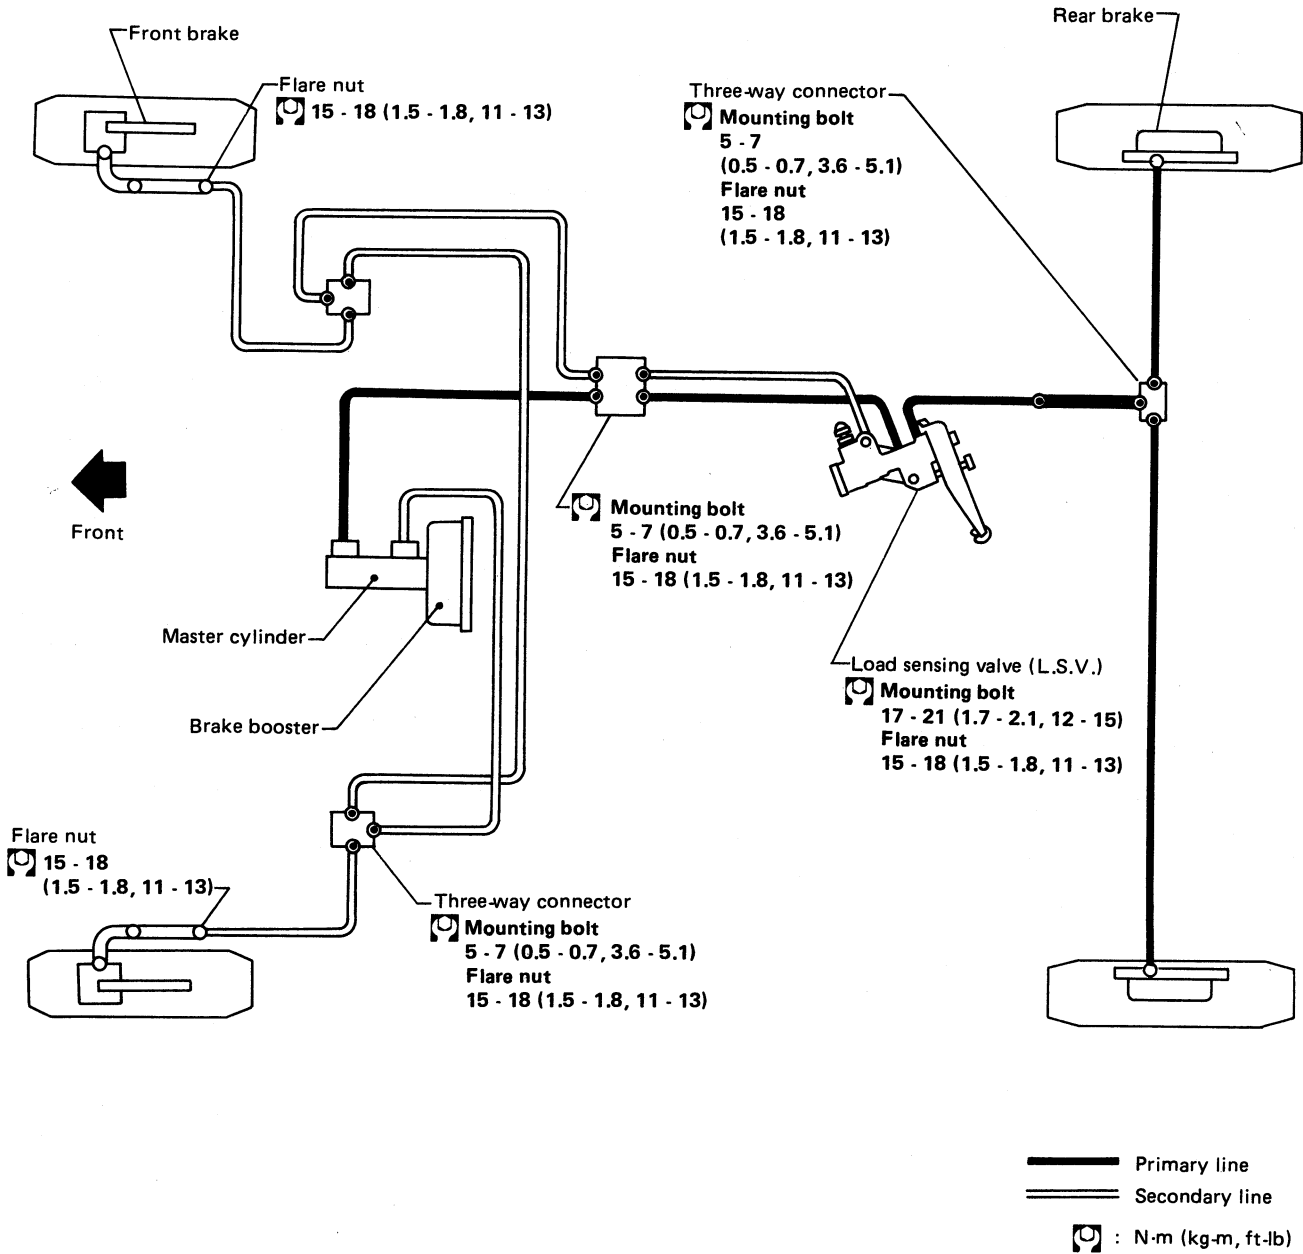 Front brake
Flare nut
15 - 18 (1.5 - 1.8, 11 - 13)
Rear brake
Three-way connector
Mounting bolt
5 - 7
(0.5 - 0.7, 3.6 - 5.1)
Flare nut
15 - 18
(1.5 - 1.8, 11 - 13)
Front
Mounting bolt
5 - 7 (0.5 - 0.7, 3.6 - 5.1)
Flare nut
15 - 18 (1.5 - 1.8, 11 - 13)
Master cylinder
Brake booster
Load sensing valve (L.S.V.)
Mounting bolt
17 - 21 (1.7 - 2.1, 12 - 15)
Flare nut
15 - 18 (1.5 - 1.8, 11 - 13)
Flare nut
15 - 18
(1.5 - 1.8, 11 - 13)
Three-way connector
Mounting bolt
5 - 7 (0.5 - 0.7, 3.6 - 5.1)
Flare nut
15 - 18 (1.5 - 1.8, 11 - 13)
Primary line
Secondary line
: N·m (kg-m, ft-lb)